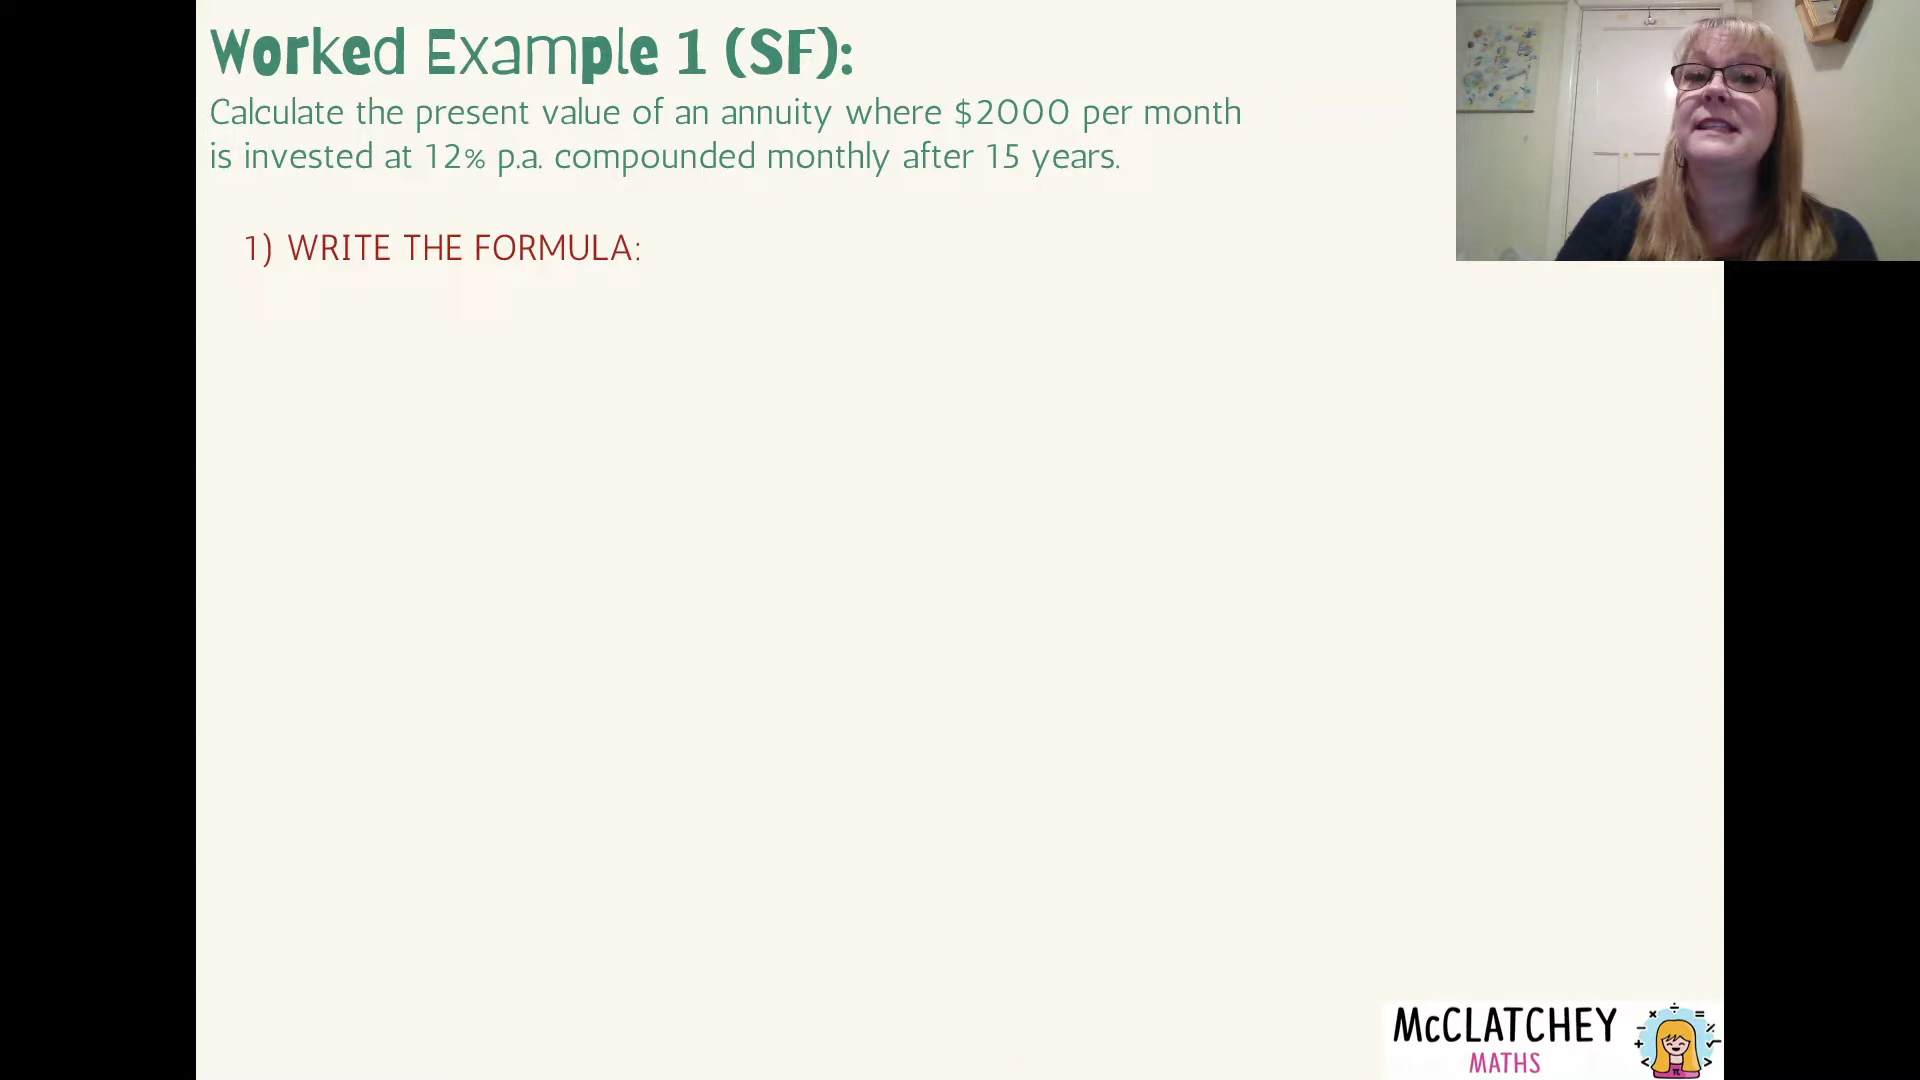 Worked Example 1 (SF):
Calculate the present value of an annuity where $2000 per month
is invested at 12% p.a. compounded monthly after 15 years.
1) WRITE THE FORMULA:
McCLATCHEY
MATHS